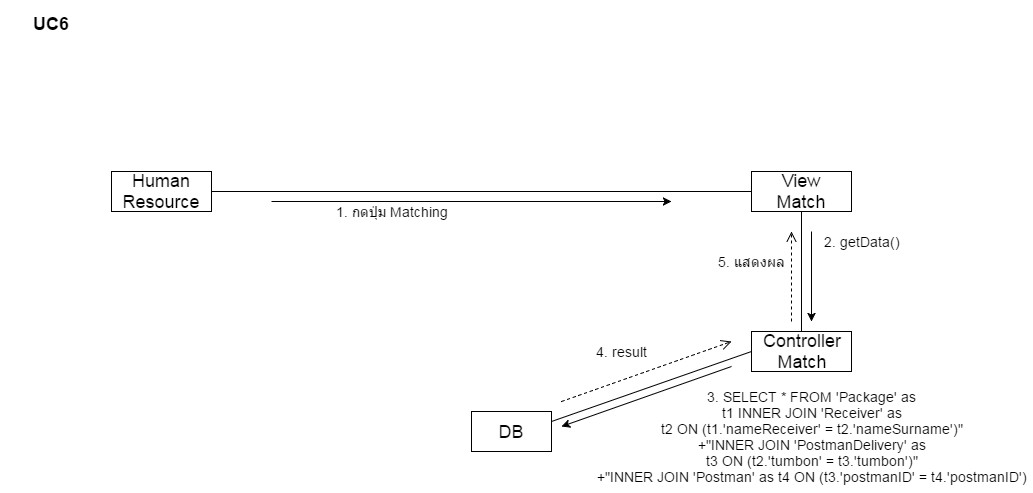 UC6
Human
Resource
View
Match
1. กดปุ่ม Matching
2. getData()
5. แสดงผล
Controller
Match
4. result
DB
3. SELECT * FROM 'Package' as
t1 INNER JOIN 'Receiver' as
t2 ON (t1.'nameReceiver' = t2.'nameSurname')"
+"INNER JOIN 'PostmanDelivery' as
t3 ON (t2.'tumbon' = t3.'tumbon')"
+"INNER JOIN 'Postman' as t4 ON (t3.'postmanID' = t4.'postmanID')